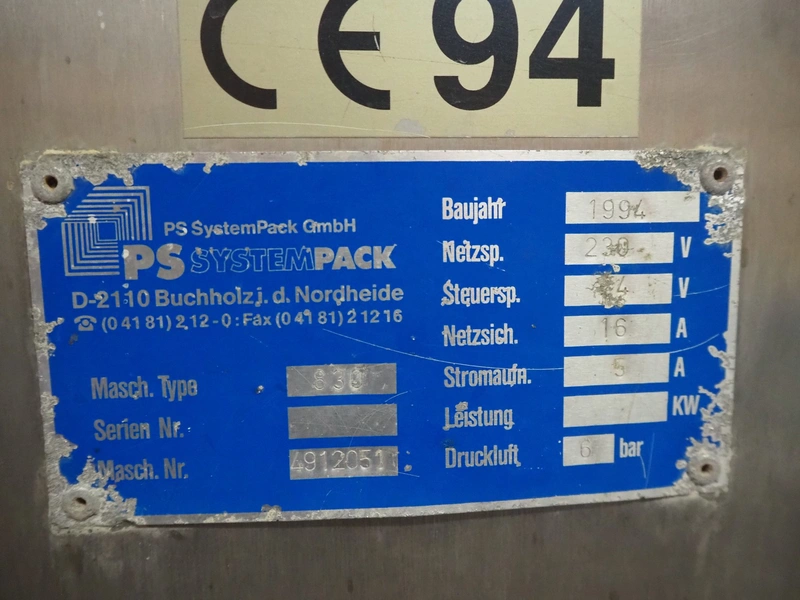 CE 94
PS SystemPack GmbH
PS SYSTEMPACK
D-2110 Buchholz i. d. Nordheide
☎ (0 41 81) 2 12-0 : Fax (0 41 81) 2 12 16
Masch. Type
Serien Nr.
Masch. Nr. 4912051
Baujahr 1994
Netzsp. 230 V
Steuersp. V
Netzsich. 16 A
Stromaufn. 5 A
Leistung KW
Druckluft 6 bar